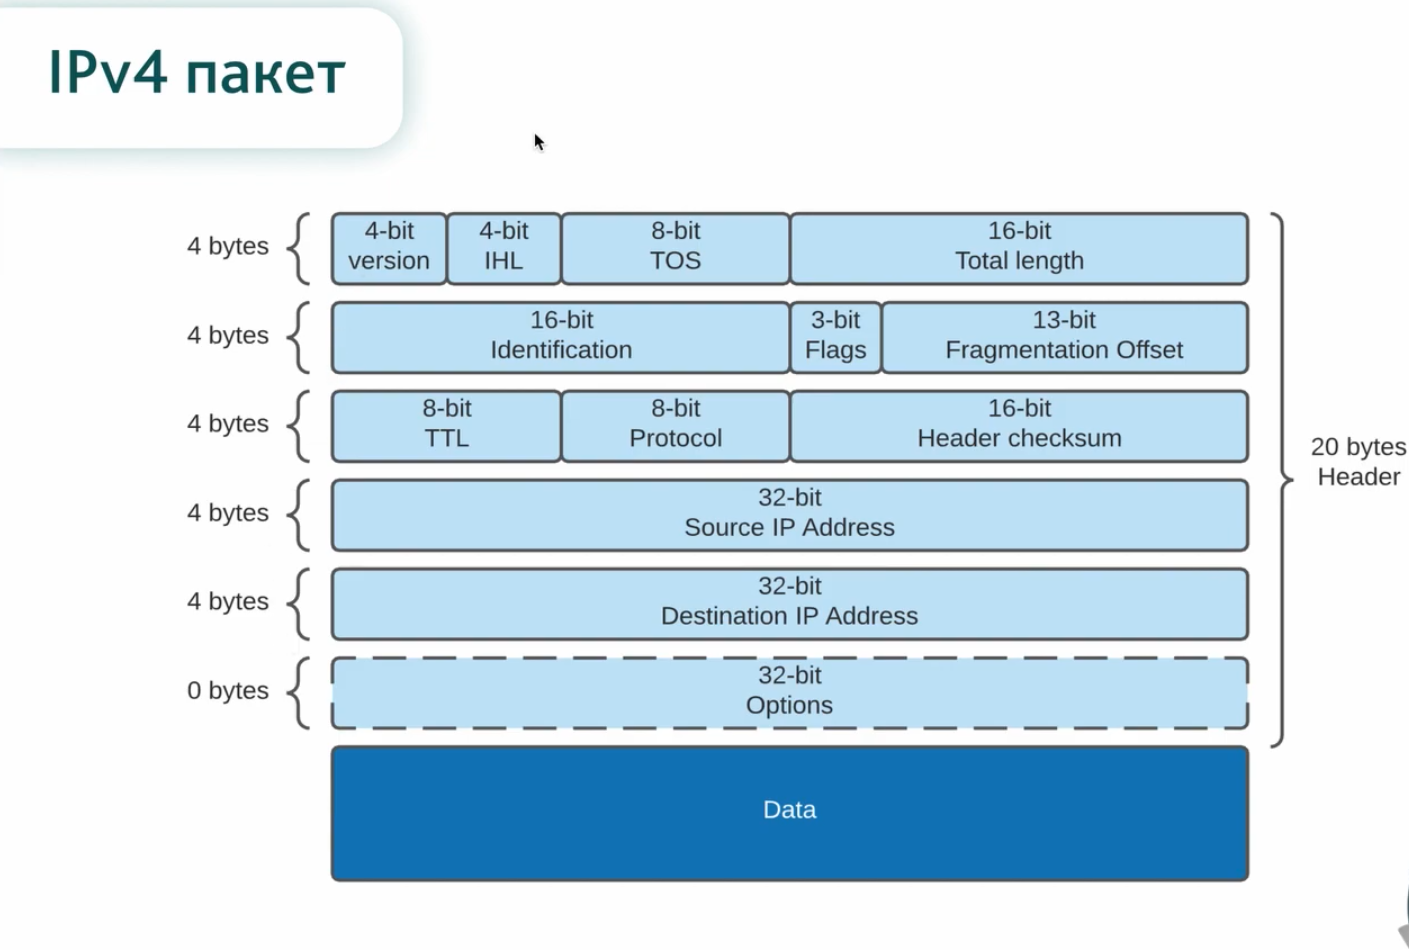 IPv4 пакет
4 bytes
4-bit
version
4-bit
IHL
8-bit
TOS
16-bit
Total length
4 bytes
16-bit
Identification
3-bit
Flags
13-bit
Fragmentation Offset
4 bytes
8-bit
TTL
8-bit
Protocol
16-bit
Header checksum
20 bytes
Header
4 bytes
32-bit
Source IP Address
4 bytes
32-bit
Destination IP Address
0 bytes
32-bit
Options
Data